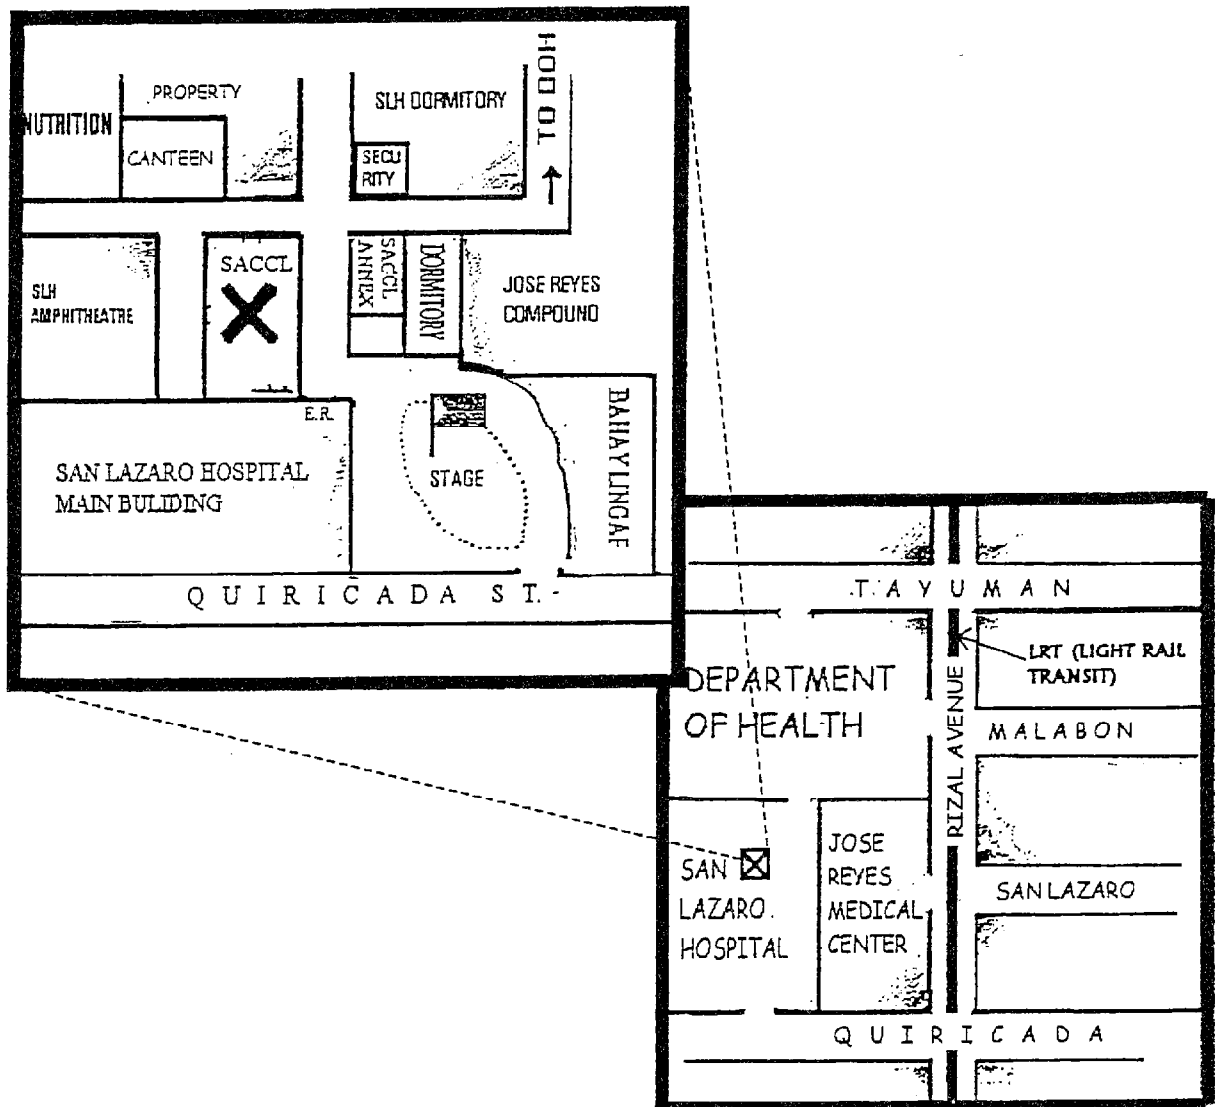 PROPERTY
NUTRITION
CANTEEN
SLH DORMITORY
SECU
RITY
TO DOH
SLH
AMPHITHEATRE
SACCL
SACCL
ANNEX
DORMITORY
JOSE REYES
COMPOUND
E.R.
SAN LAZARO HOSPITAL
MAIN BULIDING
STAGE
BAHAY LINGAE
QUIRICADA ST.
TAYUMAN
LRT (LIGHT RAIL
TRANSIT)
DEPARTMENT
OF HEALTH
RIZAL AVENUE
MALABON
SAN
LAZARO
HOSPITAL
JOSE
REYES
MEDICAL
CENTER
SAN LAZARO
QUIRICADA